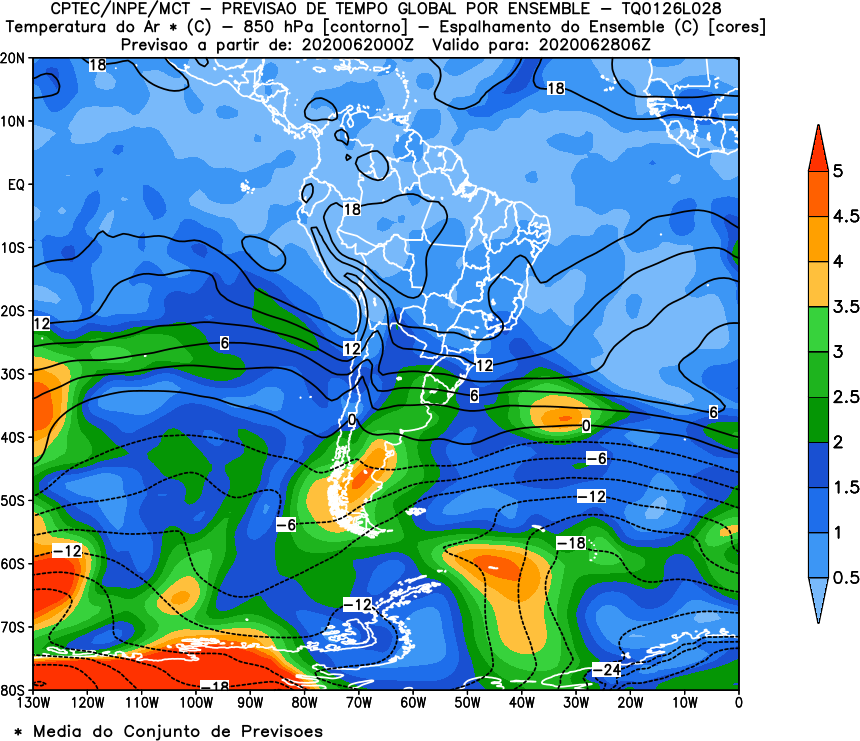 CPTEC/INPE/MCT – PREVISAO DE TEMPO GLOBAL POR ENSEMBLE – TQ0126L028
Temperatura do Ar * (C) – 850 hPa [contorno] – Espalhamento do Ensemble (C) [cores]
Previsao a partir de: 2020062000Z Valido para: 2020062806Z
20N
18
18
10N
EQ
18
10S
20S
12
6
12
12
30S
6
6
0
0
40S
−6
−12
50S
−6
−12
−18
60S
−12
70S
−24
−18
80S
130W 120W 110W 100W 90W 80W 70W 60W 50W 40W 30W 20W 10W 0
5
4.5
4
3.5
3
2.5
2
1.5
1
0.5
* Media do Conjunto de Previsoes